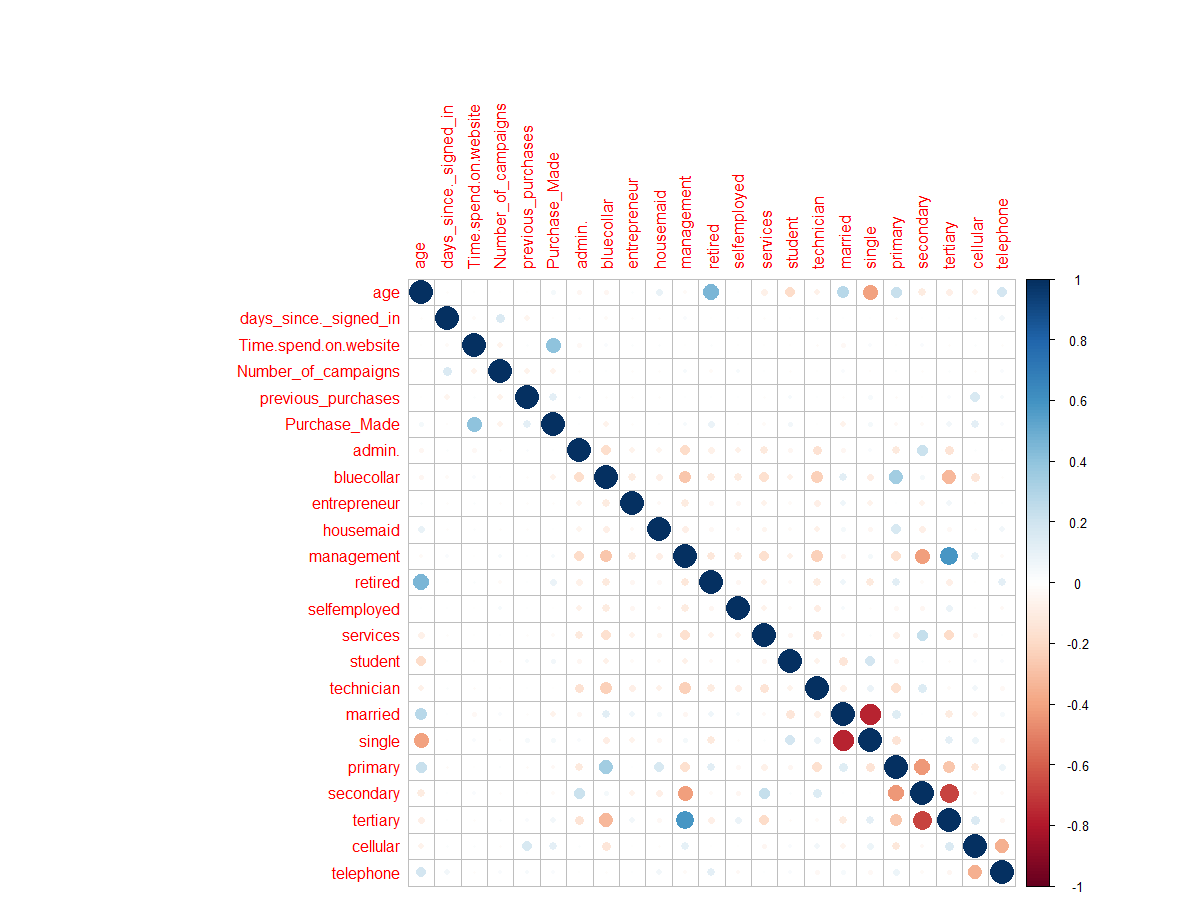 age
days_since._signed_in
Time.spend.on.website
Number_of_campaigns
previous_purchases
Purchase_Made
admin.
bluecollar
entrepreneur
housemaid
management
retired
selfemployed
services
student
technician
married
single
primary
secondary
tertiary
cellular
telephone
age
days_since._signed_in
Time.spend.on.website
Number_of_campaigns
previous_purchases
Purchase_Made
admin.
bluecollar
entrepreneur
housemaid
management
retired
selfemployed
services
student
technician
married
single
primary
secondary
tertiary
cellular
telephone
1
0.8
0.6
0.4
0.2
0
-0.2
-0.4
-0.6
-0.8
-1